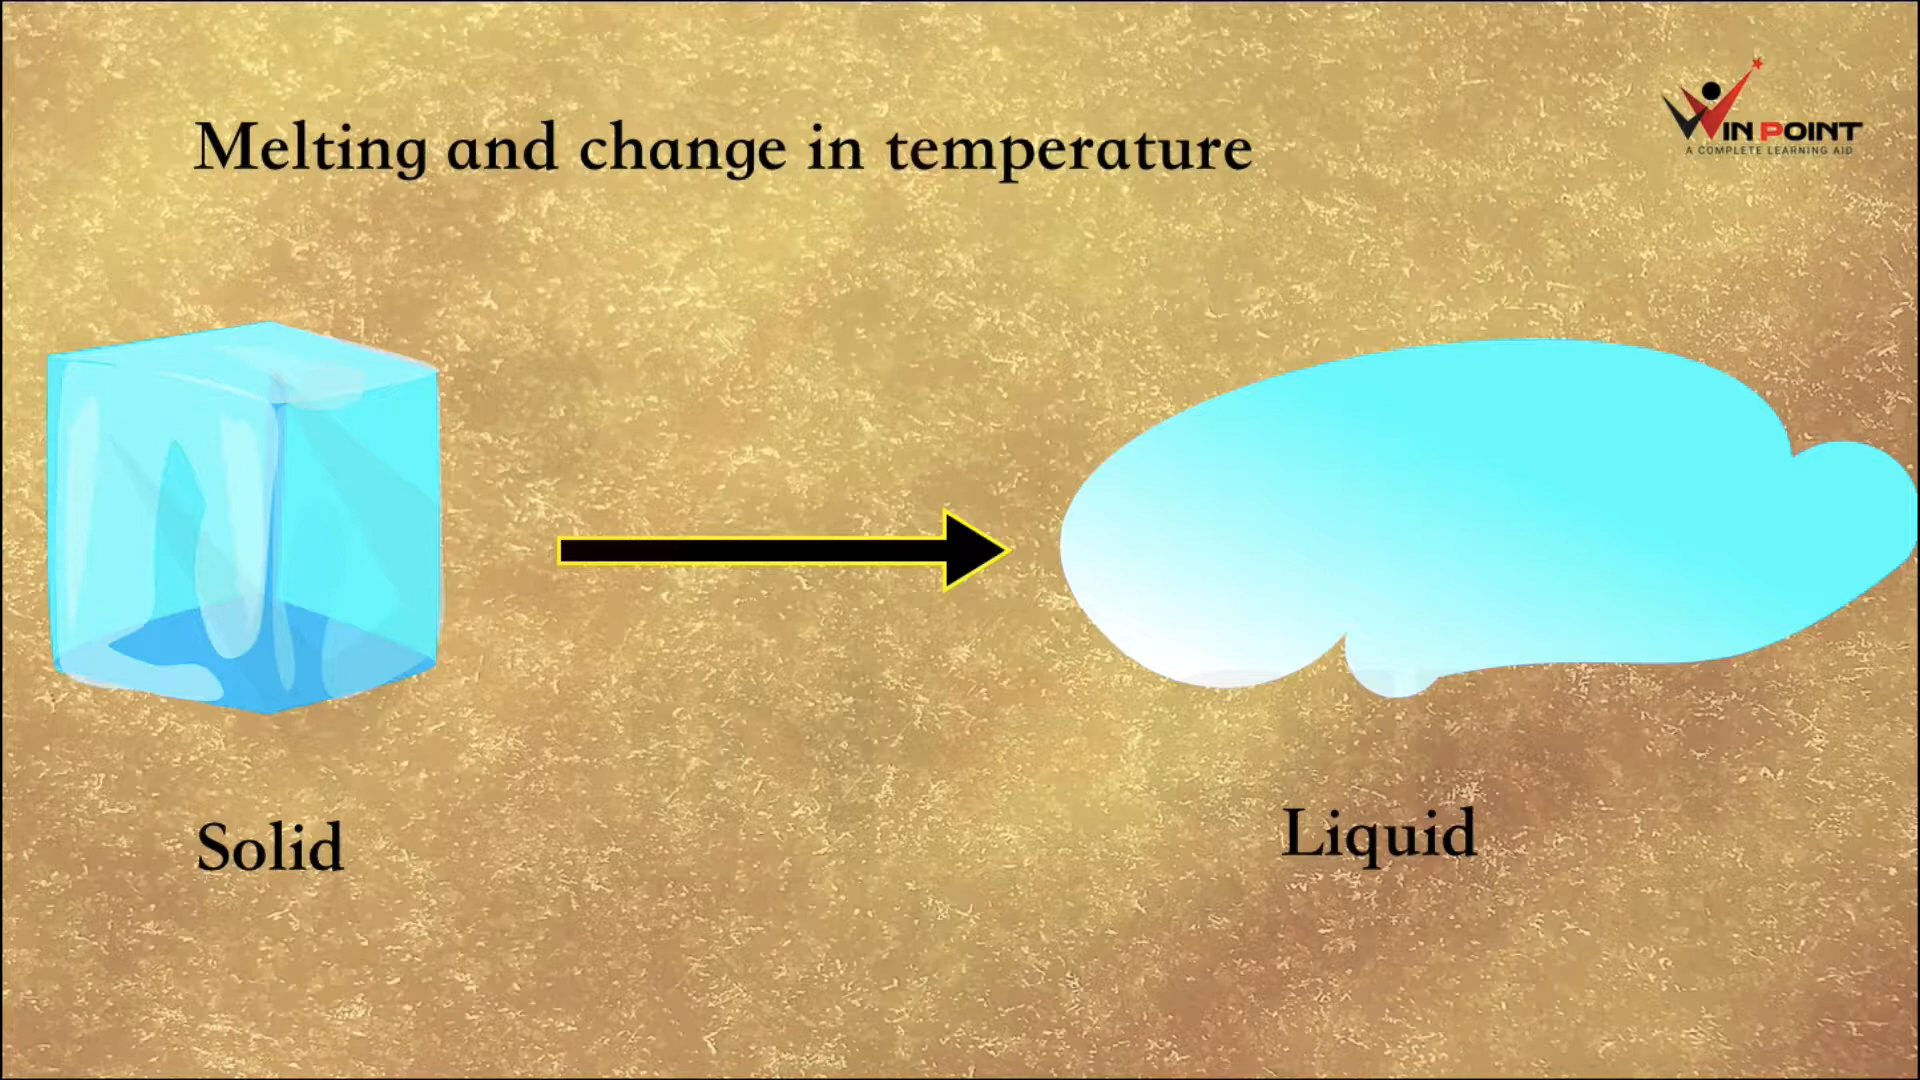 Melting and change in temperature
WIN POINT
A COMPLETE LEARNING AID
Solid
Liquid